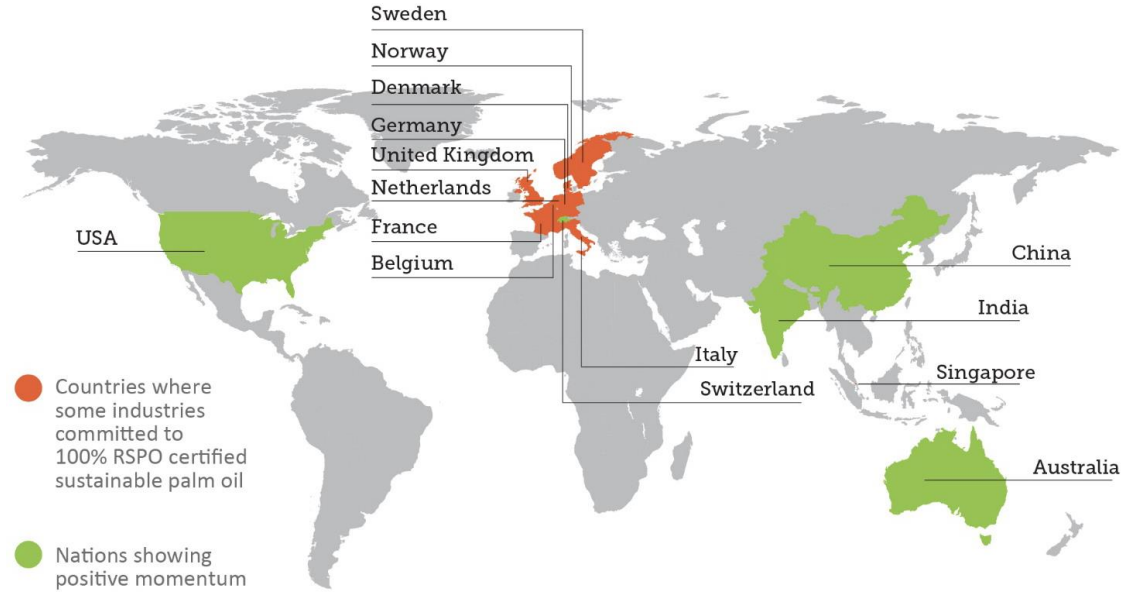 Sweden
Norway
Denmark
Germany
United Kingdom
Netherlands
France
Belgium
USA
China
India
Italy
Singapore
Switzerland
Australia
Countries where
some industries
committed to
100% RSPO certified
sustainable palm oil
Nations showing
positive momentum